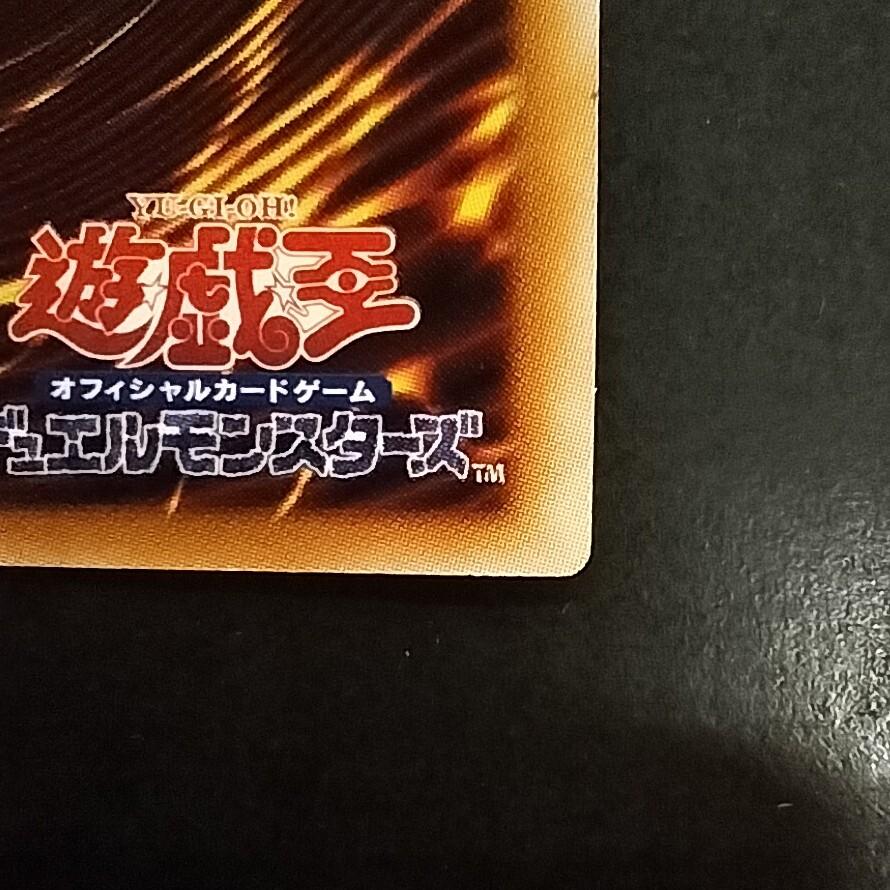 YU-GI-OH!
遊戯王
オフィシャルカードゲーム
デュエルモンスターズ
TM